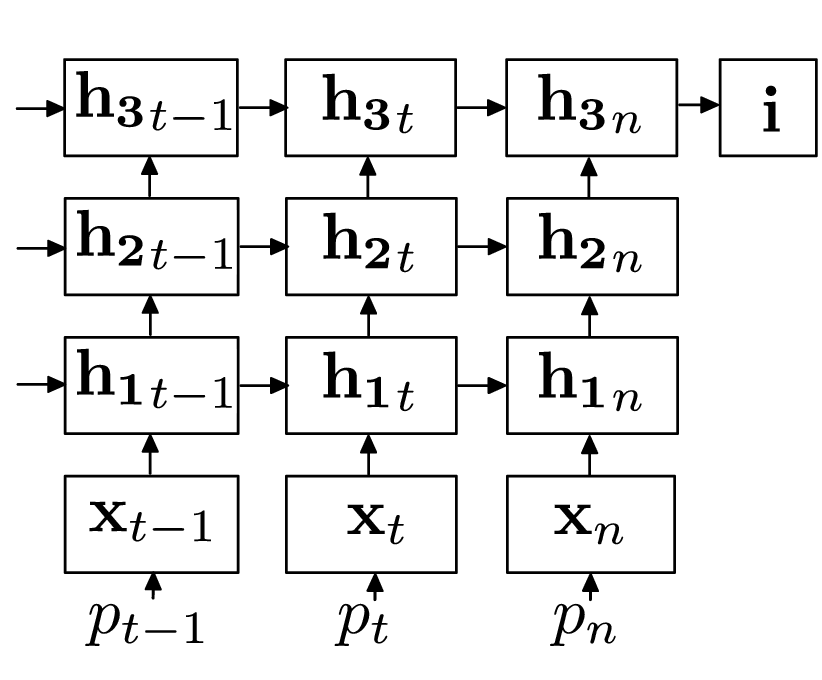 h3t−1 h3t h3n i
h2t−1 h2t h2n
h1t−1 h1t h1n
xt−1 xt xn
pt−1 pt pn